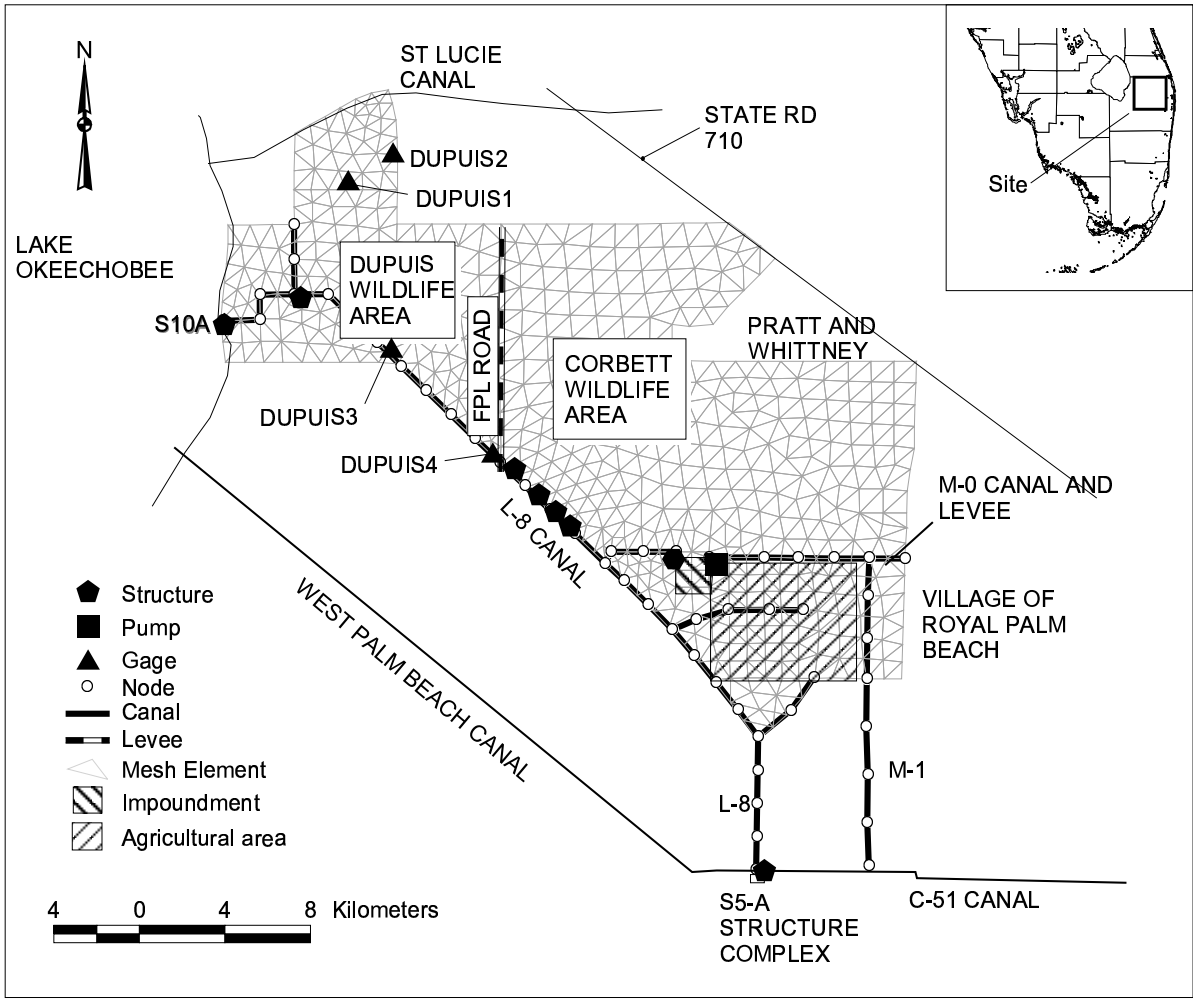 N
ST LUCIE
CANAL
STATE RD
710
Site
DUPUIS2
DUPUIS1
LAKE
OKEECHOBEE
DUPUIS
WILDLIFE
AREA
S10A
FPL ROAD
PRATT AND
WHITTNEY
CORBETT
WILDLIFE
AREA
DUPUIS3
DUPUIS4
L-8 CANAL
M-0 CANAL AND
LEVEE
WEST PALM BEACH CANAL
VILLAGE OF
ROYAL PALM
BEACH
Structure
Pump
Gage
Node
Canal
Levee
Mesh Element
Impoundment
Agricultural area
L-8
M-1
4 0 4 8 Kilometers
S5-A
STRUCTURE
COMPLEX
C-51 CANAL